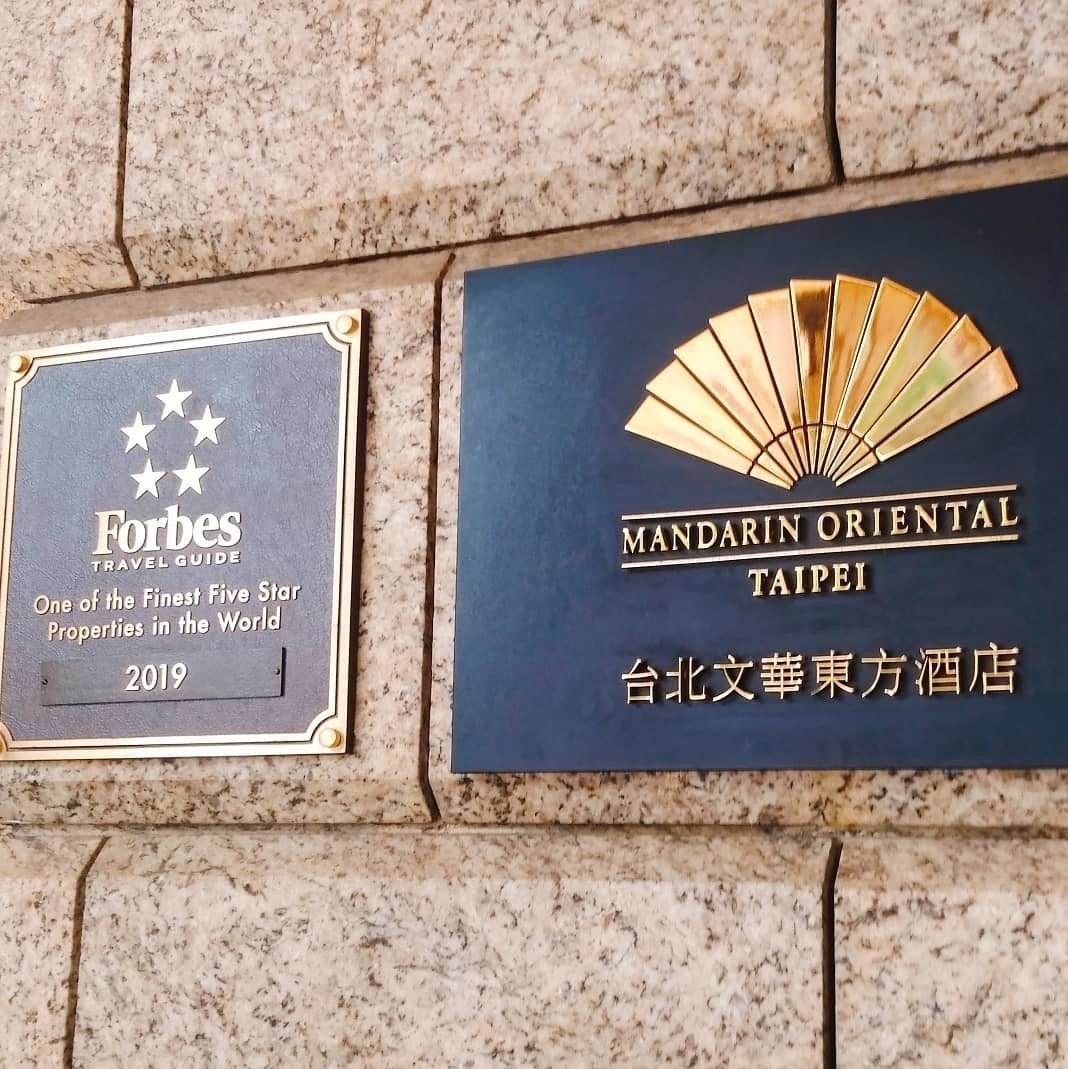 Forbes
TRAVEL GUIDE
One of the Finest Five Star
Properties in the World
2019
MANDARIN ORIENTAL
TAIPEI
台北文華東方酒店